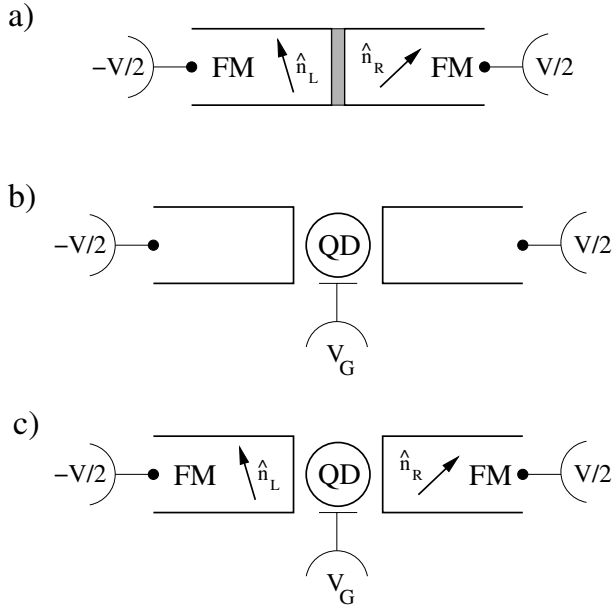 a)
−V/2 FM n̂L n̂R FM V/2
b)
−V/2 QD V/2
VG
c)
−V/2 FM n̂L QD n̂R FM V/2
VG